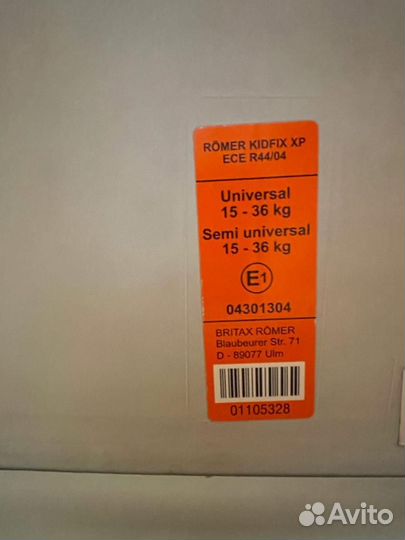 RÖMER KIDFIX XP
ECE R44/04
Universal
15 - 36 kg
Semi universal
15 - 36 kg
E1
04301304
BRITAX RÖMER
Blaubeurer Str. 71
D - 89077 Ulm
01105328
Avito